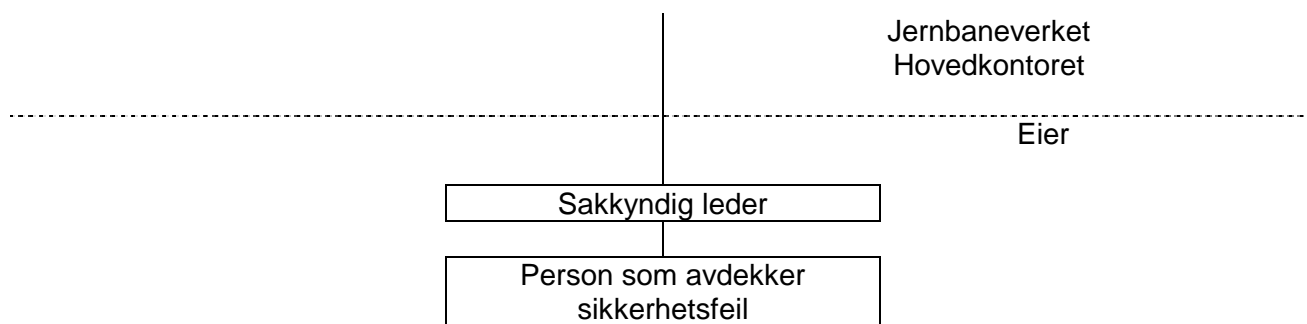 Jernbaneverket
Hovedkontoret
Eier
Sakkyndig leder
Person som avdekker
sikkerhetsfeil